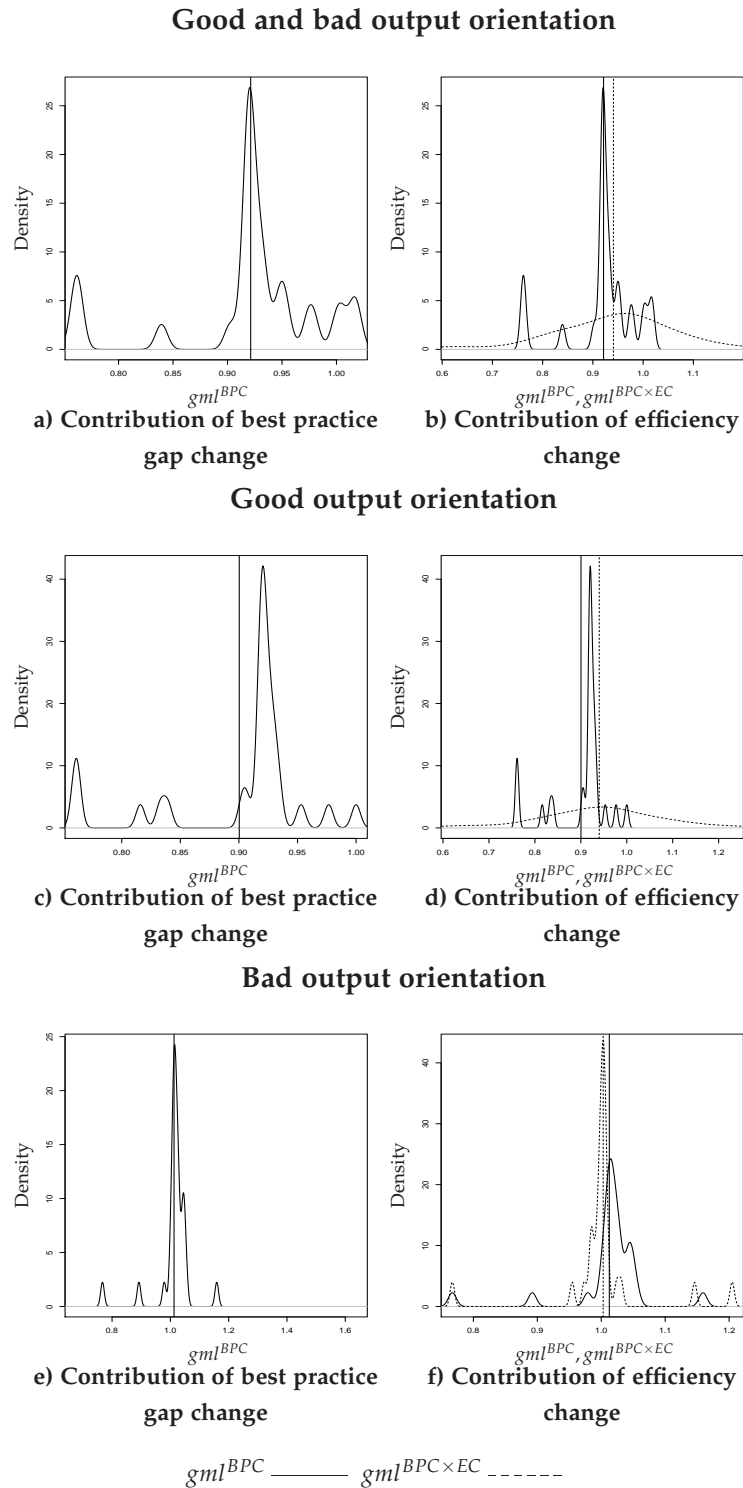 Good and bad output orientation
Density
25
20
15
10
5
0
0.80 0.85 0.90 0.95 1.00
gml^BPC
a) Contribution of best practice
gap change
Density
25
20
15
10
5
0
0.6 0.7 0.8 0.9 1.0 1.1
gml^BPC, gml^BPC×EC
b) Contribution of efficiency
change
Good output orientation
Density
40
30
20
10
0
0.80 0.85 0.90 0.95 1.00
gml^BPC
c) Contribution of best practice
gap change
Density
40
30
20
10
0
0.6 0.7 0.8 0.9 1.0 1.1 1.2
gml^BPC, gml^BPC×EC
d) Contribution of efficiency
change
Bad output orientation
Density
25
20
15
10
5
0
0.8 1.0 1.2 1.4 1.6
gml^BPC
e) Contribution of best practice
gap change
Density
40
30
20
10
0
0.8 0.9 1.0 1.1 1.2
gml^BPC, gml^BPC×EC
f) Contribution of efficiency
change
gml^BPC gml^BPC×EC